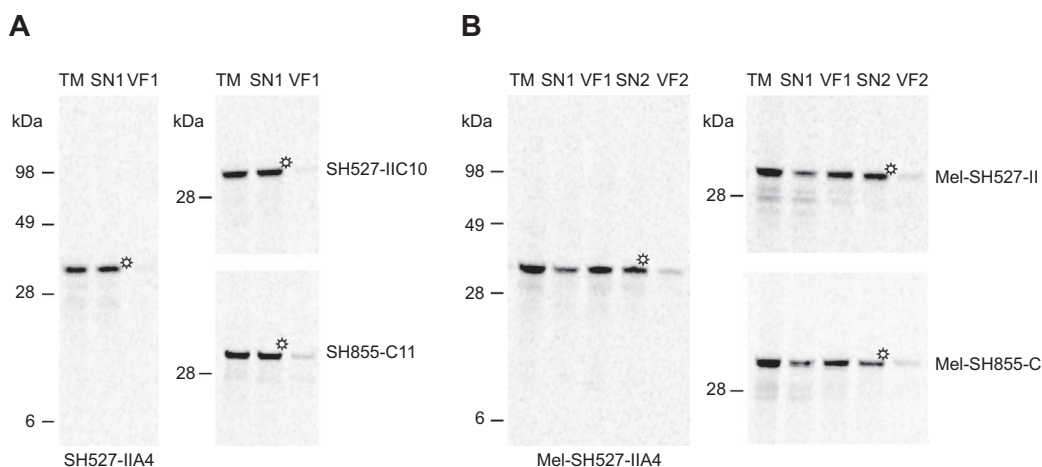 A
B
TM SN1 VF1
TM SN1 VF1
TM SN1 VF1 SN2 VF2
TM SN1 VF1 SN2 VF2
kDa
98
49
28
6
SH527-IIA4
kDa
28
SH527-IIC10
28
SH855-C11
kDa
98
49
28
6
Mel-SH527-IIA4
kDa
28
Mel-SH527-II
28
Mel-SH855-C